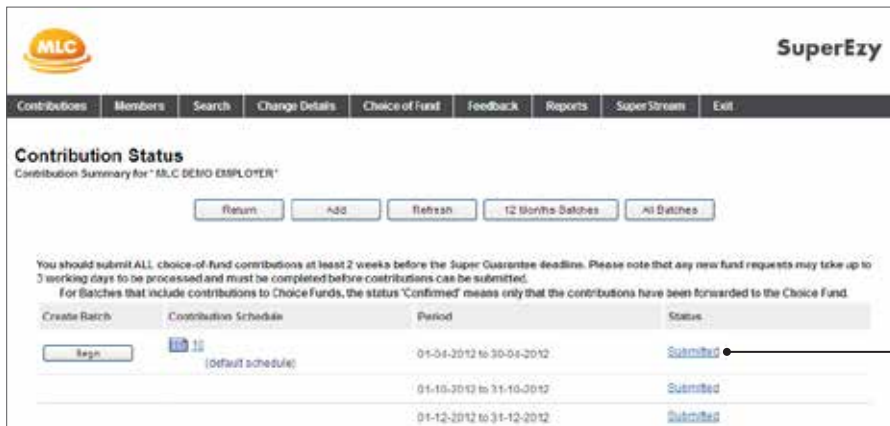 MLC
SuperEzy
Contributions Members Search Change Details Choice of Fund Feedback Reports SuperStream Exit
Contribution Status
Contribution Summary for "MLC DEMO EMPLOYER"
Return Add Refresh 12 Months Batches All Batches
You should submit ALL choice-of-fund contributions at least 2 weeks before the Super Guarantee deadline. Please note that any new fund requests may take up to
3 working days to be processed and must be completed before contributions can be submitted.
For Batches that include contributions to Choice Funds, the status 'Confirmed' means only that the contributions have been forwarded to the Choice Fund.
Create Batch Contribution Schedule Period Status
Begin 01-04-2012 to 30-04-2012 Submitted
(default schedule)
01-10-2012 to 31-10-2012 Submitted
01-12-2012 to 31-12-2012 Submitted